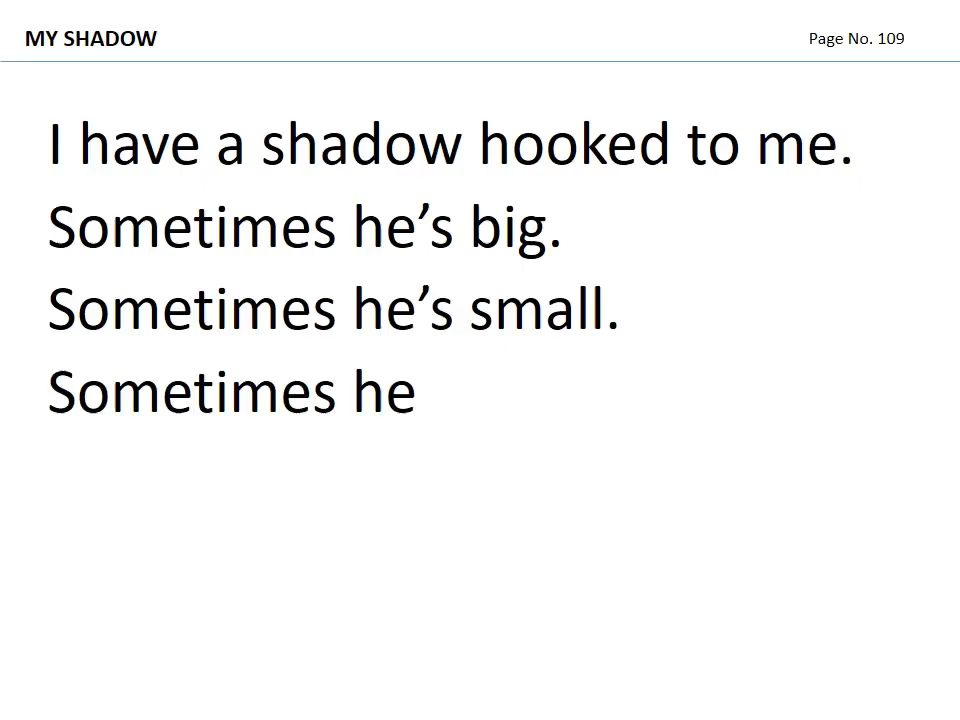 MY SHADOW
Page No. 109
I have a shadow hooked to me.
Sometimes he’s big.
Sometimes he’s small.
Sometimes he